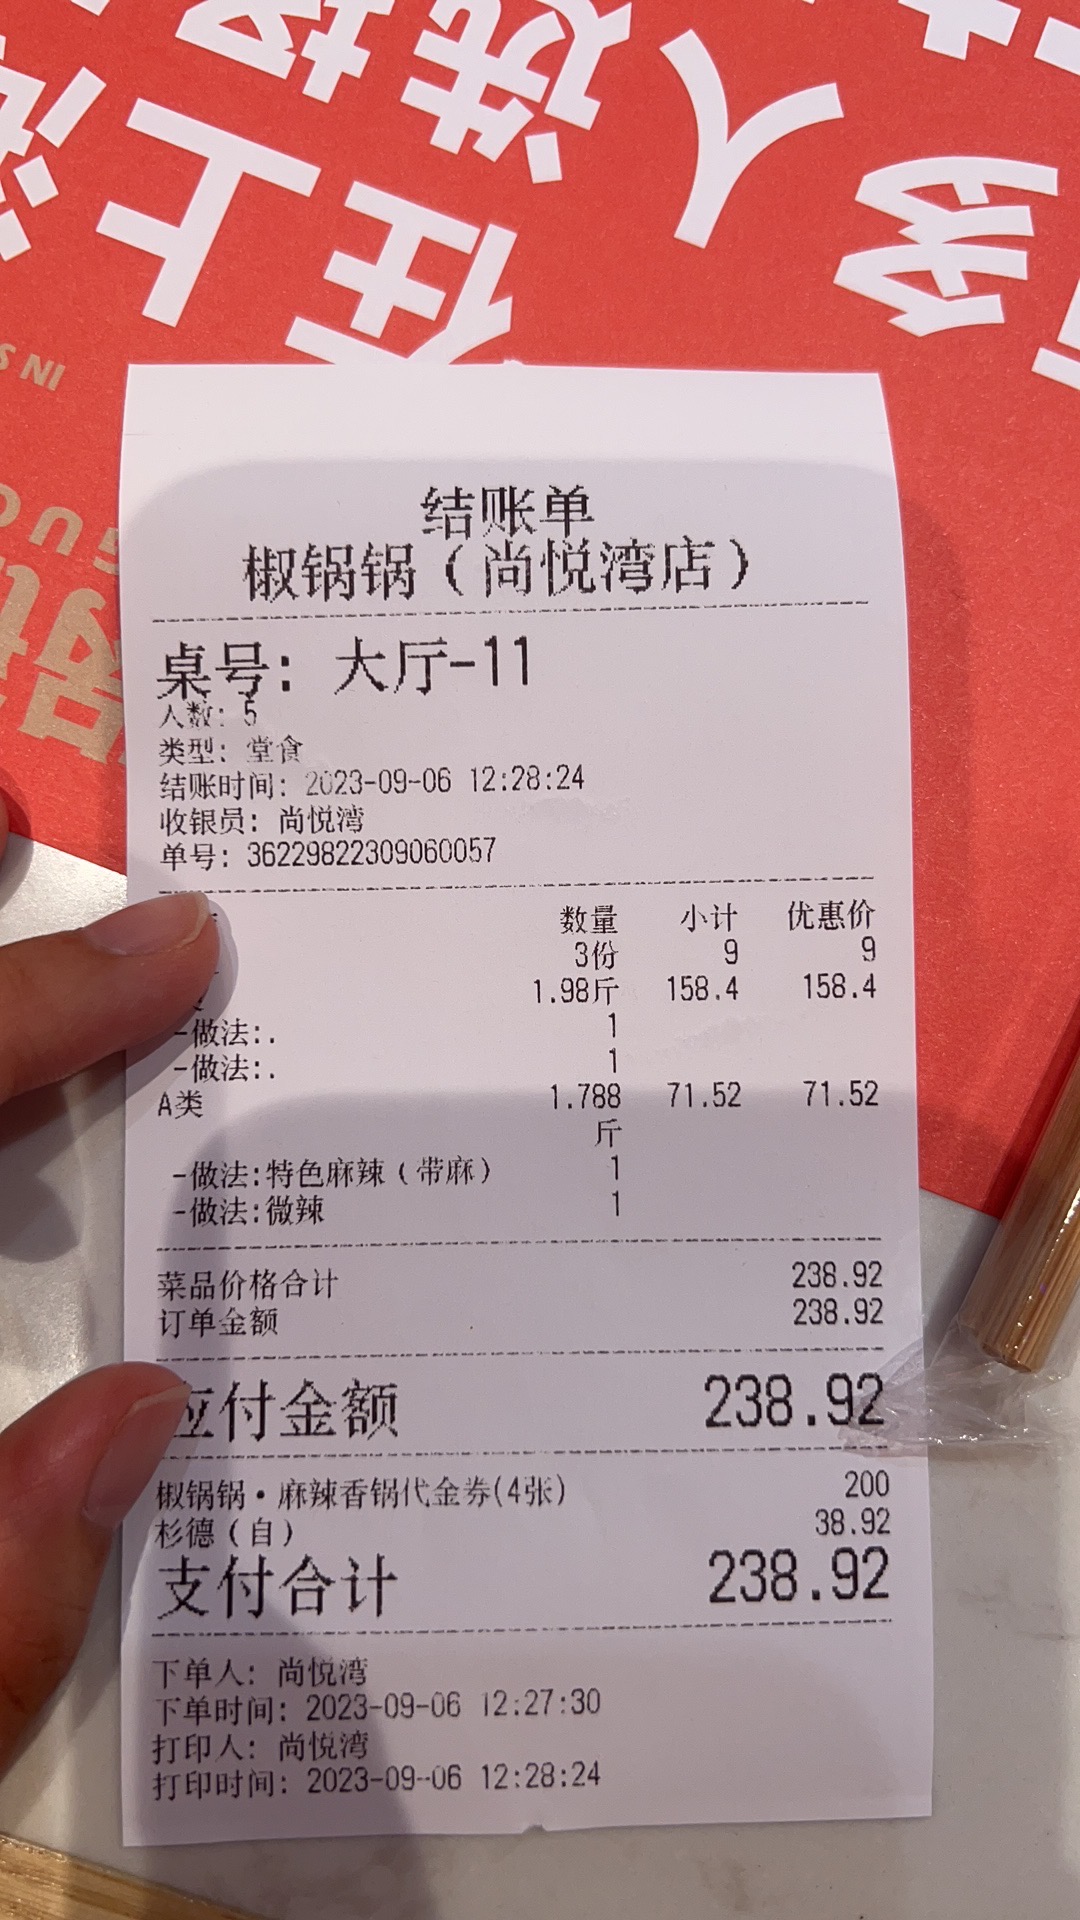 上
在
选
人
多
IN S
结账单
椒锅锅（尚悦湾店）
桌号: 大厅-11
人数: 5
类型: 堂食
结账时间: 2023-09-06 12:28:24
收银员: 尚悦湾
单号: 36229822309060057
数量 小计 优惠价
3份 9 9
1.98斤 158.4 158.4
-做法:. 1
-做法:. 1
A类 1.788 71.52 71.52
斤
-做法:特色麻辣（带麻） 1
-做法:微辣 1
菜品价格合计 238.92
订单金额 238.92
应付金额 238.92
椒锅锅·麻辣香锅代金券(4张) 200
杉德（自） 38.92
支付合计 238.92
下单人: 尚悦湾
下单时间: 2023-09-06 12:27:30
打印人: 尚悦湾
打印时间: 2023-09-06 12:28:24